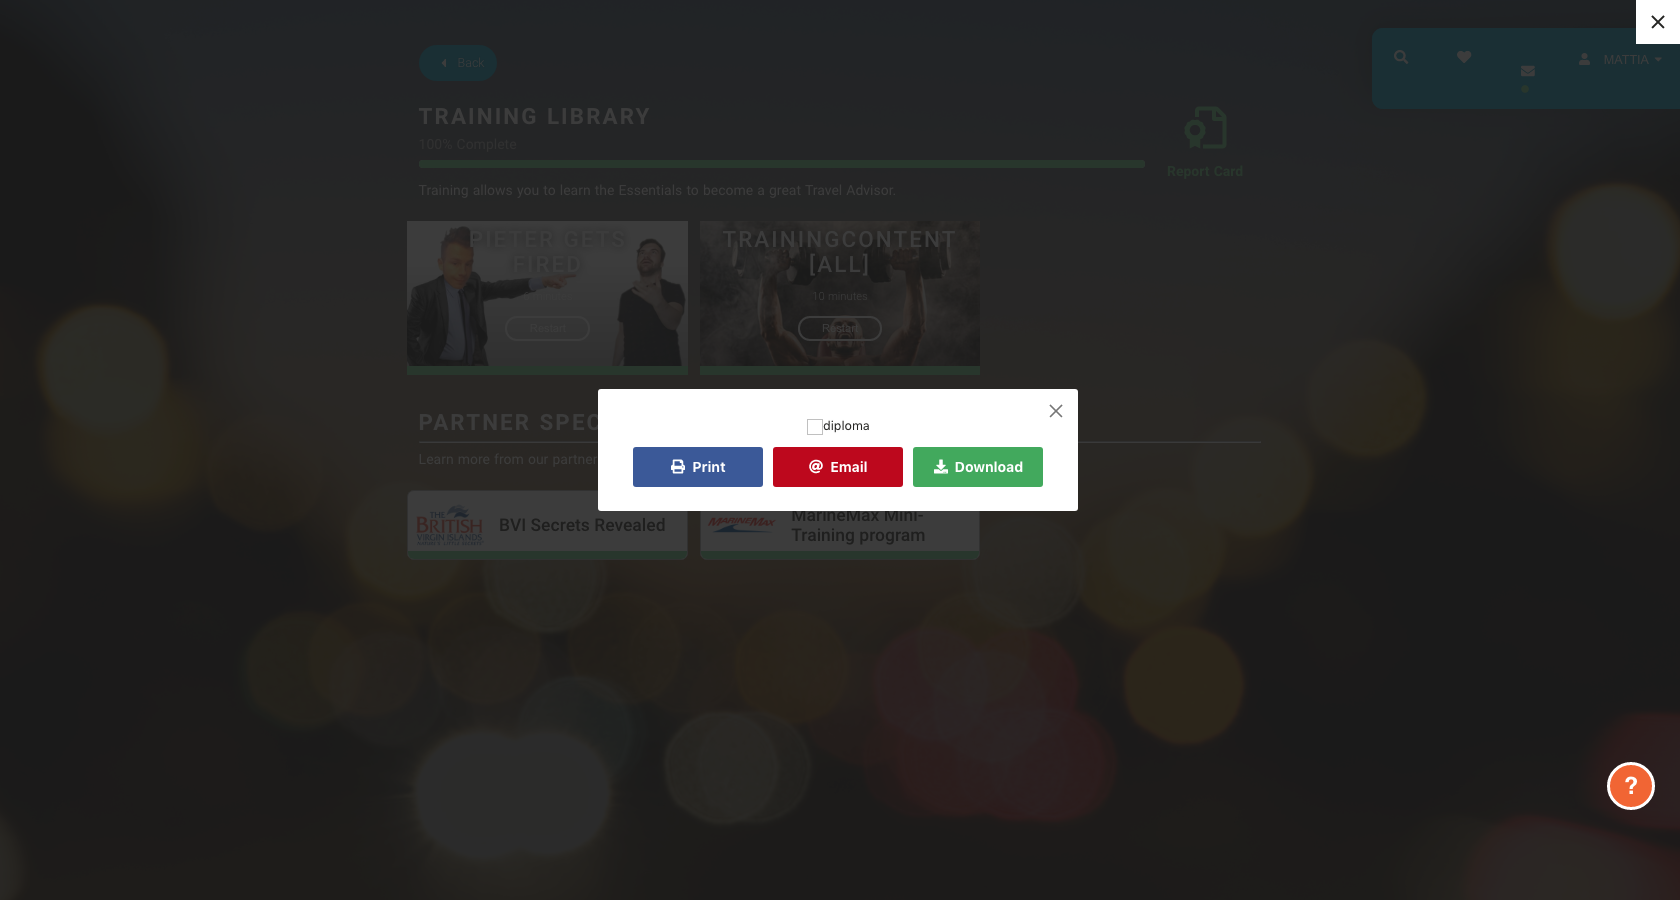 Back
MATTIA
TRAINING LIBRARY
100% Complete
Report Card
Training allows you to learn the Essentials to become a great Travel Advisor.
PIETER GETS
FIRED
Restart
TRAININGCONTENT
[ALL]
10 minutes
Restart
PARTNER SPEC
Learn more from our partner
diploma
Print
@ Email
Download
THE
BRITISH
VIRGIN ISLANDS
BVI Secrets Revealed
MARINEMAX
MarineMax Mini-
Training program
?